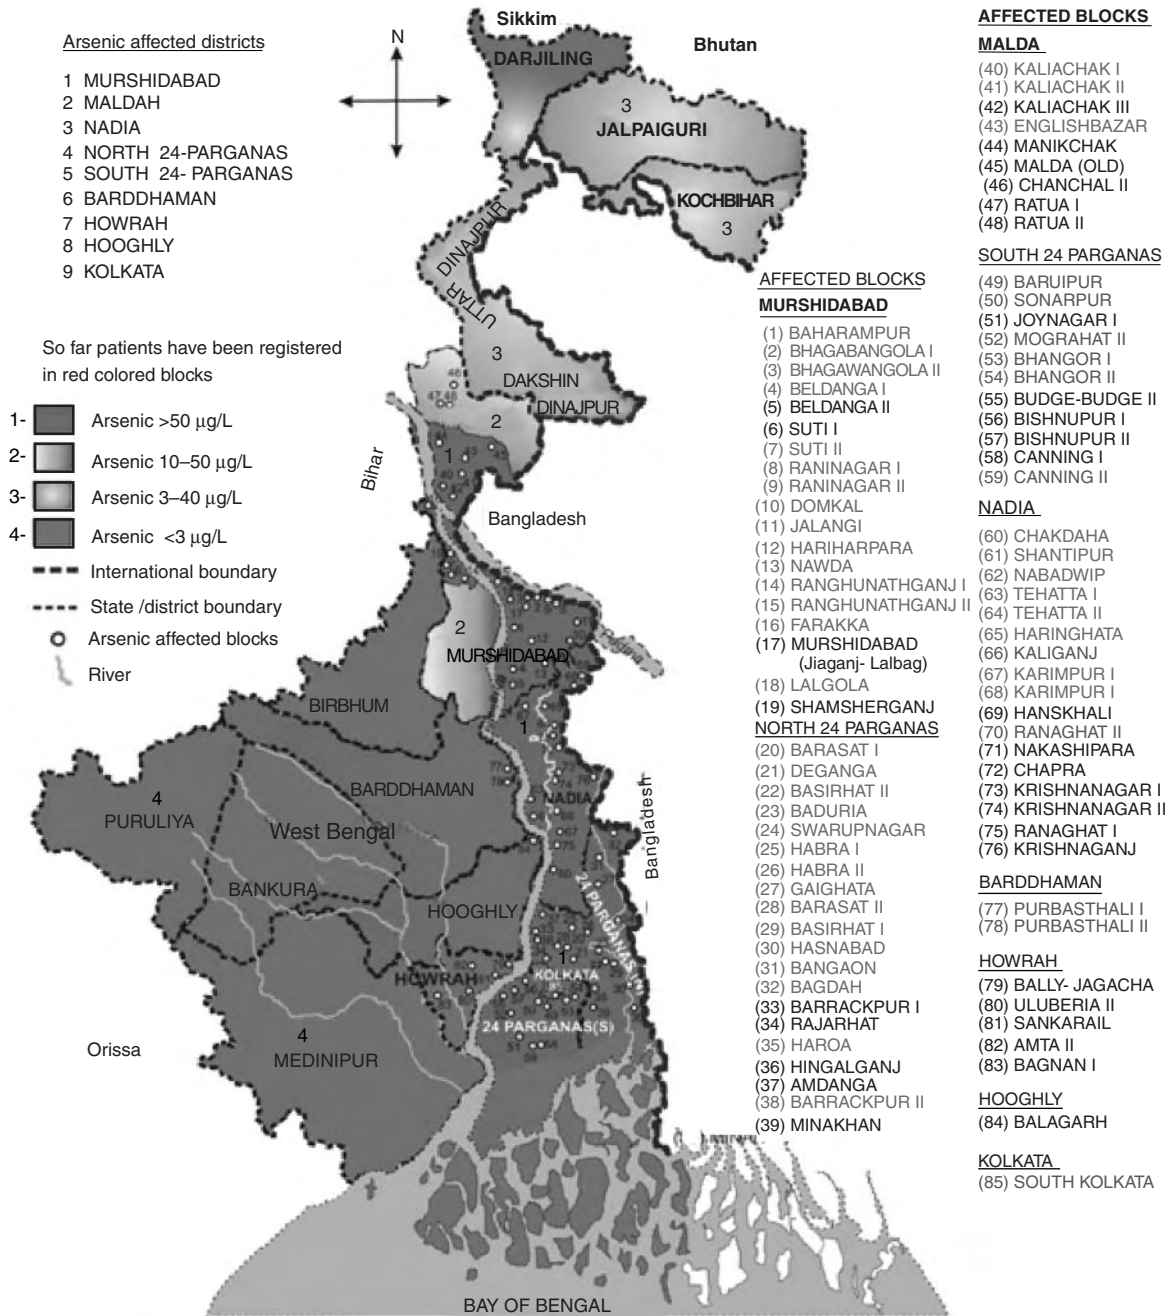 Arsenic affected districts
1 MURSHIDABAD
2 MALDAH
3 NADIA
4 NORTH 24-PARGANAS
5 SOUTH 24- PARGANAS
6 BARDDHAMAN
7 HOWRAH
8 HOOGHLY
9 KOLKATA
So far patients have been registered
in red colored blocks
1- Arsenic >50 μg/L
2- Arsenic 10–50 μg/L
3- Arsenic 3–40 μg/L
4- Arsenic <3 μg/L
International boundary
State /district boundary
Arsenic affected blocks
River
N
Sikkim
Bhutan
DARJILING
3
JALPAIGURI
KOCHBIHAR
3
UTTAR DINAJPUR
3
DAKSHIN
DINAJPUR
46
47 48
2
1
Bihar
Bangladesh
2
MURSHIDABAD
BIRBHUM
1
BARDDHAMAN
NADIA
4
PURULIYA
West Bengal
Bangladesh
BANKURA
HOOGHLY
24 PARGANAS(N)
1
KOLKATA
HOWRAH
24 PARGANAS(S)
4
MEDINIPUR
Orissa
BAY OF BENGAL
AFFECTED BLOCKS
MURSHIDABAD
(1) BAHARAMPUR
(2) BHAGABANGOLA I
(3) BHAGAWANGOLA II
(4) BELDANGA I
(5) BELDANGA II
(6) SUTI I
(7) SUTI II
(8) RANINAGAR I
(9) RANINAGAR II
(10) DOMKAL
(11) JALANGI
(12) HARIHARPARA
(13) NAWDA
(14) RANGHUNATHGANJ I
(15) RANGHUNATHGANJ II
(16) FARAKKA
(17) MURSHIDABAD
(Jiaganj- Lalbag)
(18) LALGOLA
(19) SHAMSHERGANJ
NORTH 24 PARGANAS
(20) BARASAT I
(21) DEGANGA
(22) BASIRHAT II
(23) BADURIA
(24) SWARUPNAGAR
(25) HABRA I
(26) HABRA II
(27) GAIGHATA
(28) BARASAT II
(29) BASIRHAT I
(30) HASNABAD
(31) BANGAON
(32) BAGDAH
(33) BARRACKPUR I
(34) RAJARHAT
(35) HAROA
(36) HINGALGANJ
(37) AMDANGA
(38) BARRACKPUR II
(39) MINAKHAN
AFFECTED BLOCKS
MALDA
(40) KALIACHAK I
(41) KALIACHAK II
(42) KALIACHAK III
(43) ENGLISHBAZAR
(44) MANIKCHAK
(45) MALDA (OLD)
(46) CHANCHAL II
(47) RATUA I
(48) RATUA II
SOUTH 24 PARGANAS
(49) BARUIPUR
(50) SONARPUR
(51) JOYNAGAR I
(52) MOGRAHAT II
(53) BHANGOR I
(54) BHANGOR II
(55) BUDGE-BUDGE II
(56) BISHNUPUR I
(57) BISHNUPUR II
(58) CANNING I
(59) CANNING II
NADIA
(60) CHAKDAHA
(61) SHANTIPUR
(62) NABADWIP
(63) TEHATTA I
(64) TEHATTA II
(65) HARINGHATA
(66) KALIGANJ
(67) KARIMPUR I
(68) KARIMPUR I
(69) HANSKHALI
(70) RANAGHAT II
(71) NAKASHIPARA
(72) CHAPRA
(73) KRISHNANAGAR I
(74) KRISHNANAGAR II
(75) RANAGHAT I
(76) KRISHNAGANJ
BARDDHAMAN
(77) PURBASTHALI I
(78) PURBASTHALI II
HOWRAH
(79) BALLY- JAGACHA
(80) ULUBERIA II
(81) SANKARAIL
(82) AMTA II
(83) BAGNAN I
HOOGHLY
(84) BALAGARH
KOLKATA
(85) SOUTH KOLKATA